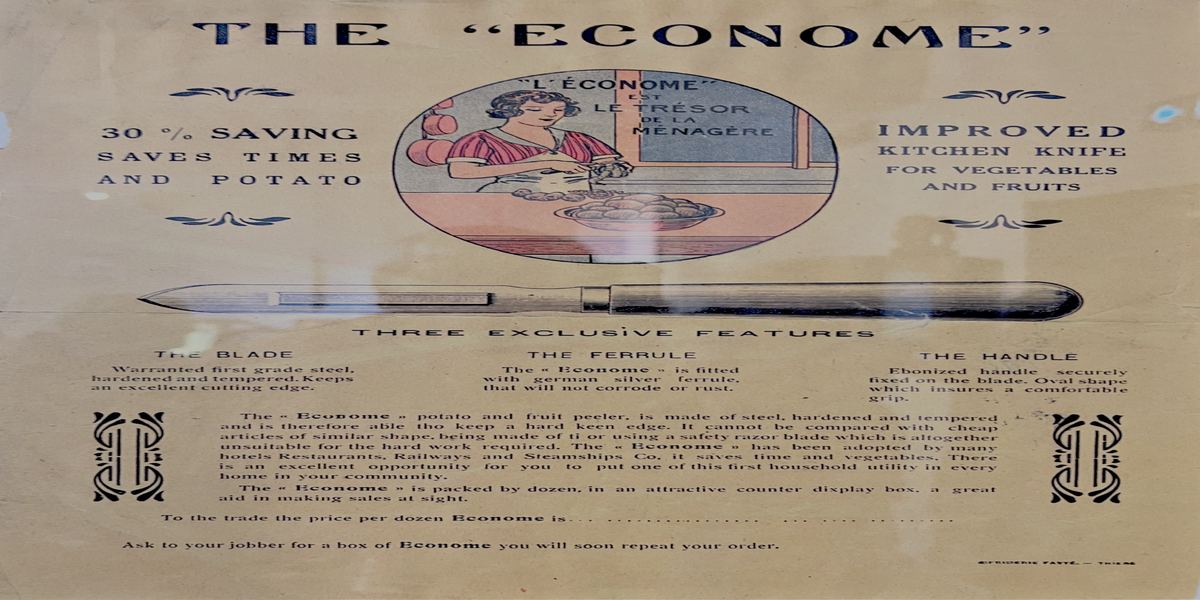 THE “ECONOME”
“L'ÉCONOME”
EST
LE TRÉSOR
DE LA
MÉNAGÈRE
30 % SAVING
SAVES TIMES
AND POTATO
IMPROVED
KITCHEN KNIFE
FOR VEGETABLES
AND FRUITS
THREE EXCLUSIVE FEATURES
THE BLADE
Warranted first grade steel,
hardened and tempered. Keeps
an excellent cutting edge.
THE FERRULE
The « Econome » is fitted
with german silver ferrule,
that will not corrode or rust.
THE HANDLE
Ebonized handle securely
fixed on the blade. Oval shape
which insures a comfortable
grip.
The « Econome » potato and fruit peeler, is made of steel, hardened and tempered
and is therefore able tho keep a hard keen edge. It cannot be compared with cheap
articles of similar shape, being made of ti or using a safety razor blade which is altogether
unsuitable for the hard work required. The « Econome » has been adopted by many
hotels Restaurants, Railways and Steamships Co, it saves time and vegetables. There
is an excellent opportunity for you to put one of this first household utility in every
home in your community.
The « Econome » is packed by dozen, in an attractive counter dixplay box, a great
aid in making sales at sight.
To the trade the price per dozen Econome is... .................... ... .... ............
Ask to your jobber for a box of Econome you will soon repeat your order.
— THIERS